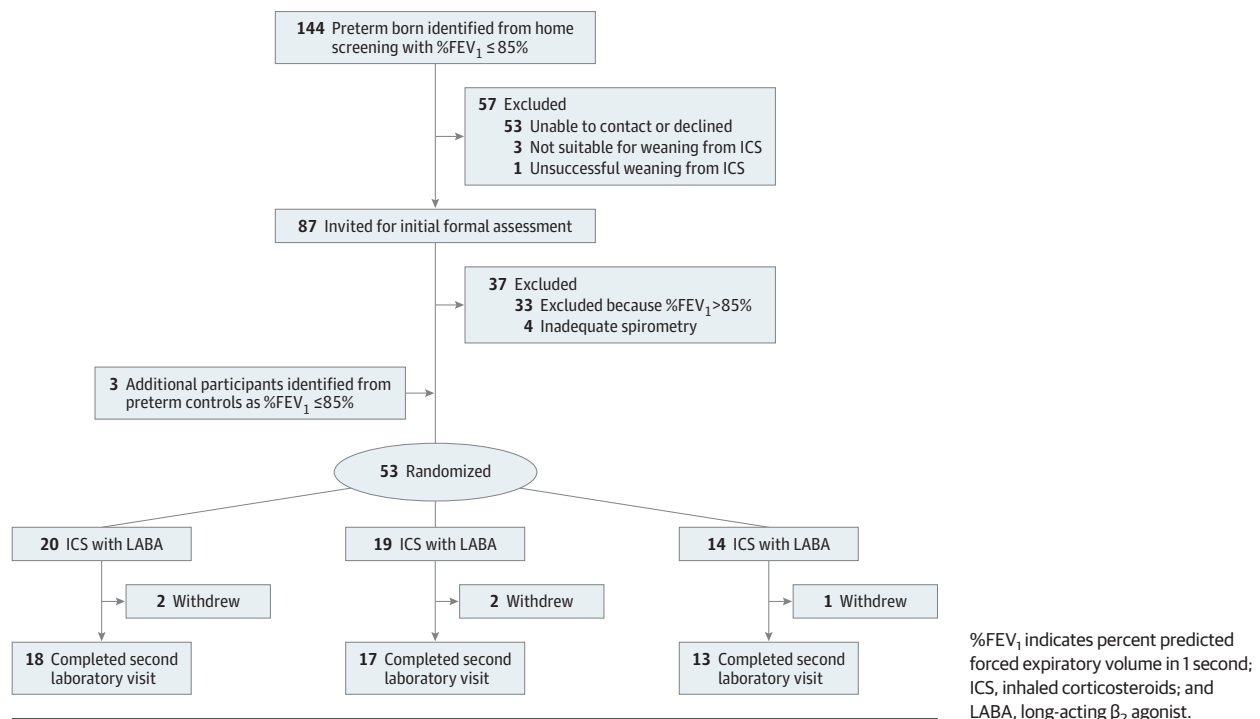 144 Preterm born identified from home
screening with %FEV1 ≤ 85%
57 Excluded
53 Unable to contact or declined
3 Not suitable for weaning from ICS
1 Unsuccessful weaning from ICS
87 Invited for initial formal assessment
37 Excluded
33 Excluded because %FEV1>85%
4 Inadequate spirometry
3 Additional participants identified from
preterm controls as %FEV1 ≤85%
53 Randomized
20 ICS with LABA
19 ICS with LABA
14 ICS with LABA
2 Withdrew
2 Withdrew
1 Withdrew
18 Completed second
laboratory visit
17 Completed second
laboratory visit
13 Completed second
laboratory visit
%FEV1 indicates percent predicted
forced expiratory volume in 1 second;
ICS, inhaled corticosteroids; and
LABA, long-acting β2 agonist.